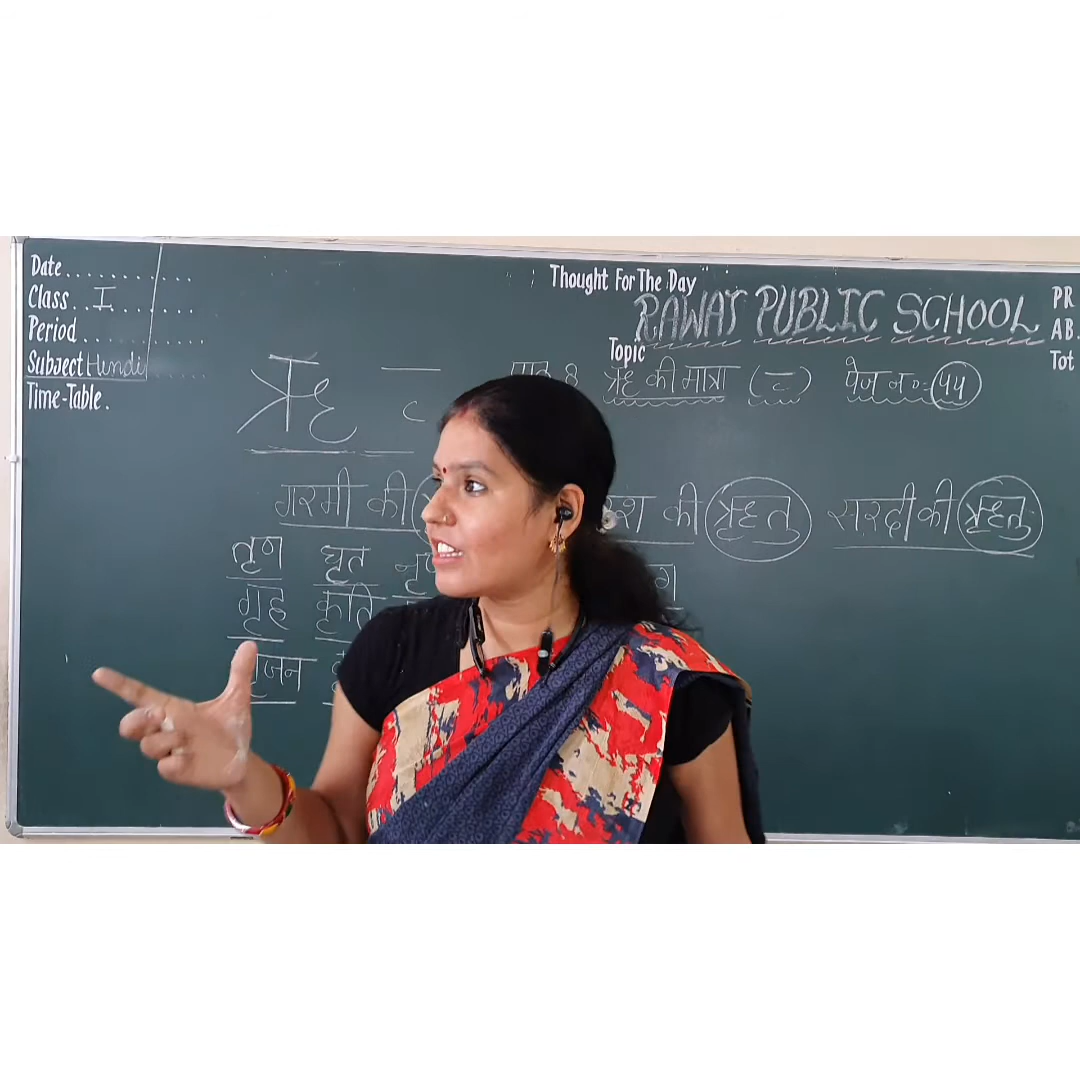 Date....................
Class...I...............
Period..................
Subject Hindi
Time-Table.
Thought For The Day
RAWAT PUBLIC SCHOOL
PR
AB.
Tot
Topic
8 ऋ की मात्रा ( ृ ) पेज न०- ५५
ऋ ृ
गरमी की की ऋतु सरदी की ऋतु
तृण घृत
गृह कृति